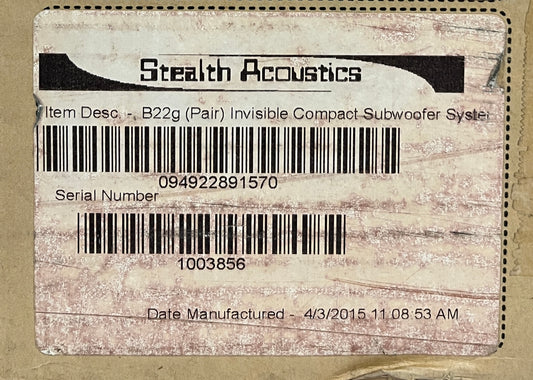 Stealth Acoustics
Item Desc. - B22g (Pair) Invisible Compact Subwoofer System
094922891570
Serial Number
1003856
Date Manufactured - 4/3/2015 11 08 53 AM